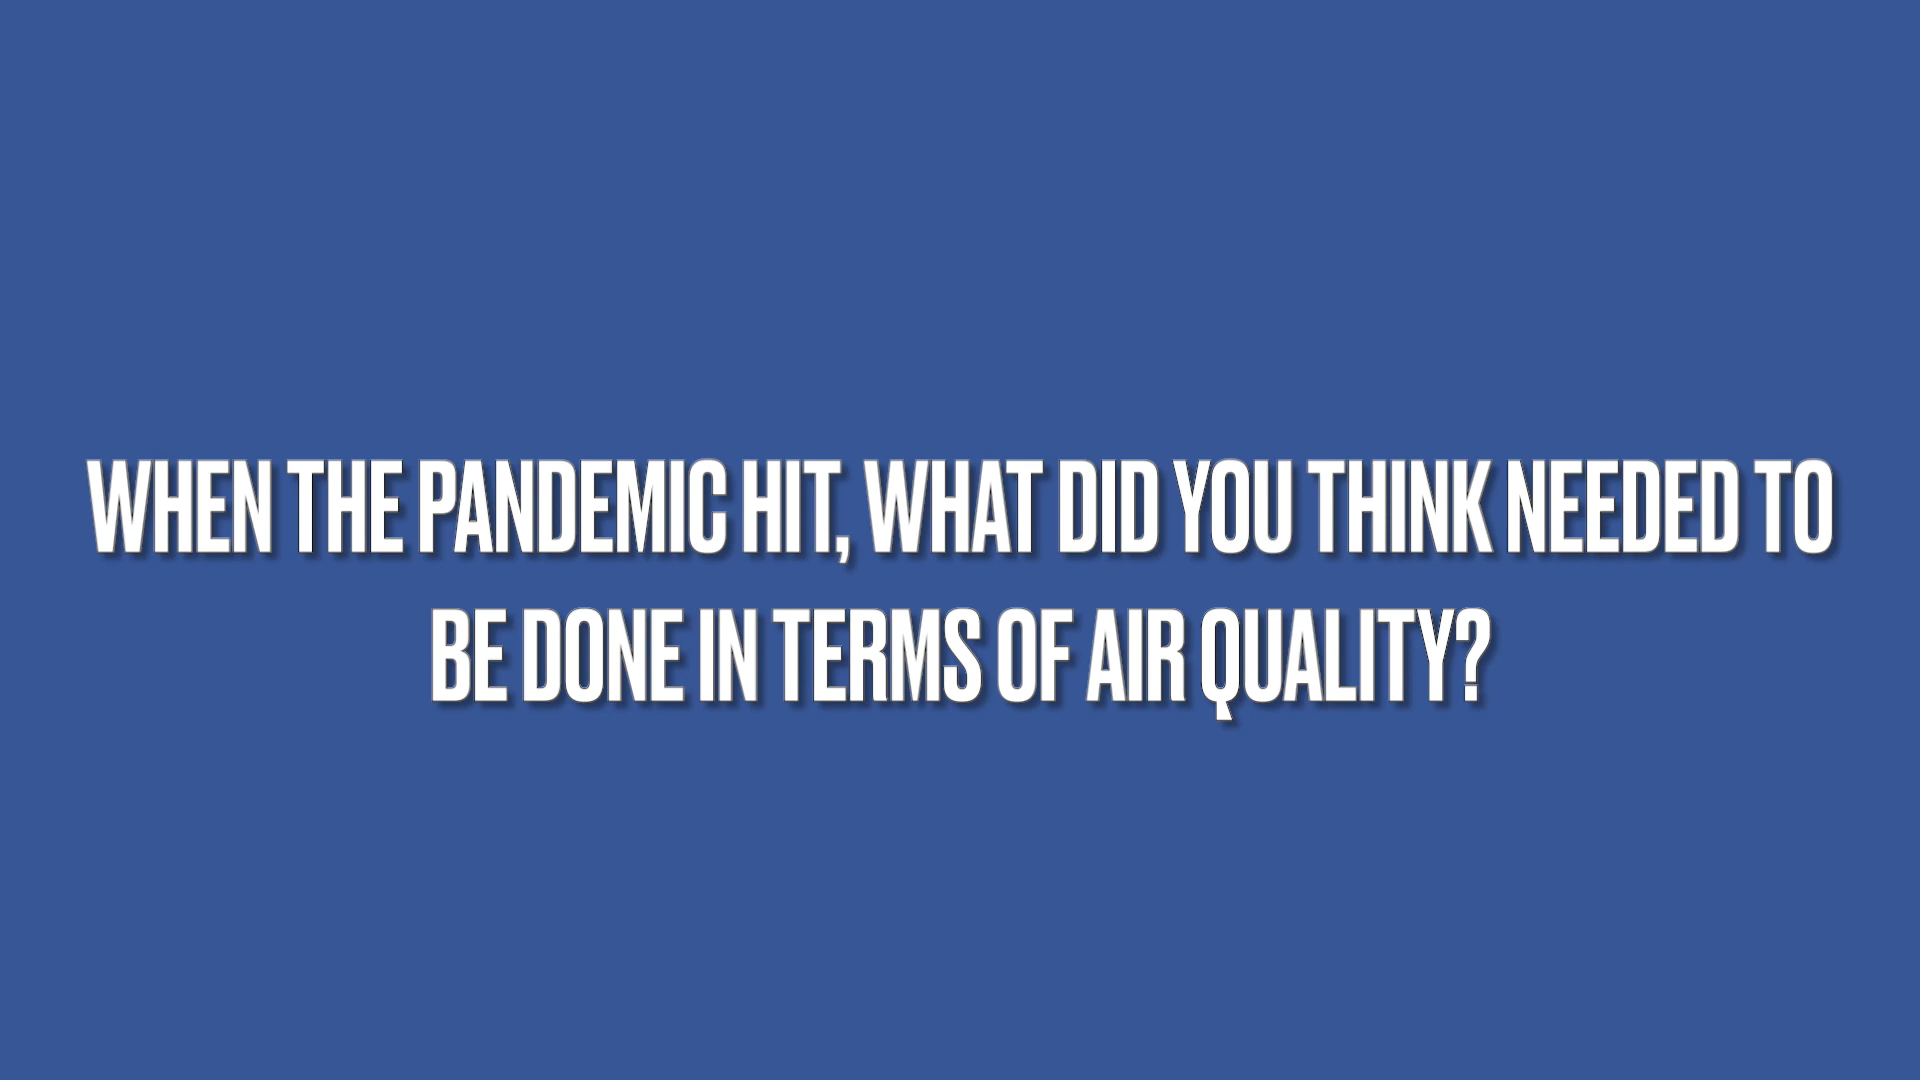 WHEN THE PANDEMIC HIT, WHAT DID YOU THINK NEEDED TO
BE DONE IN TERMS OF AIR QUALITY?